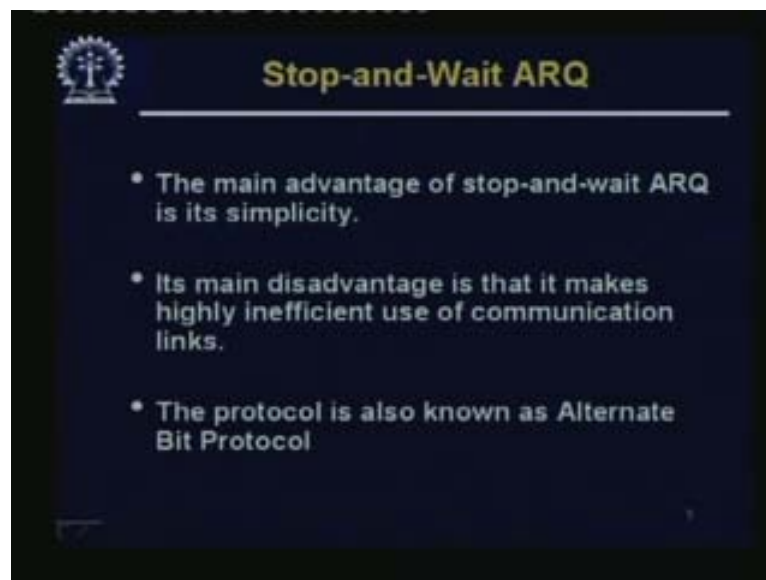 Stop-and-Wait ARQ
• The main advantage of stop-and-wait ARQ
is its simplicity.
• Its main disadvantage is that it makes
highly inefficient use of communication
links.
• The protocol is also known as Alternate
Bit Protocol